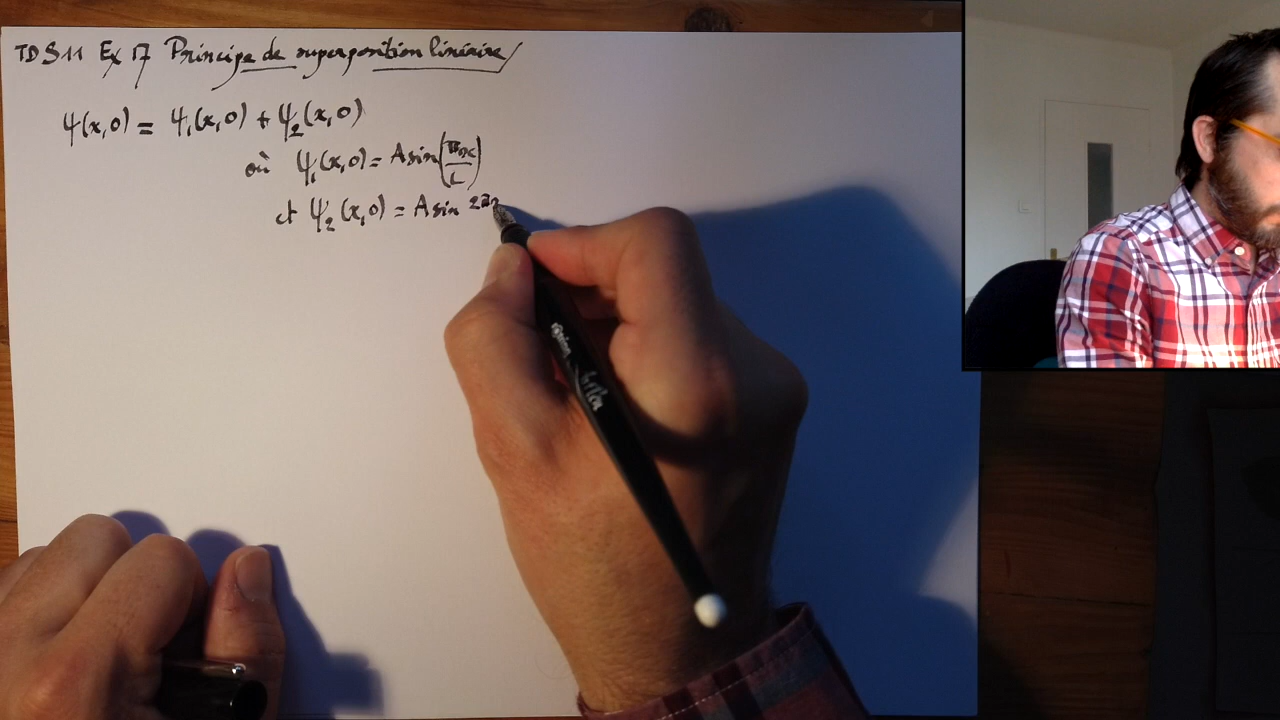 TD S11 Ex 17 Principe de superposition linéaire
ψ(x,0) = ψ₁(x,0) + ψ₂(x,0)
où ψ₁(x,0) = A sin(πx/L)
et ψ₂(x,0) = A sin 2π